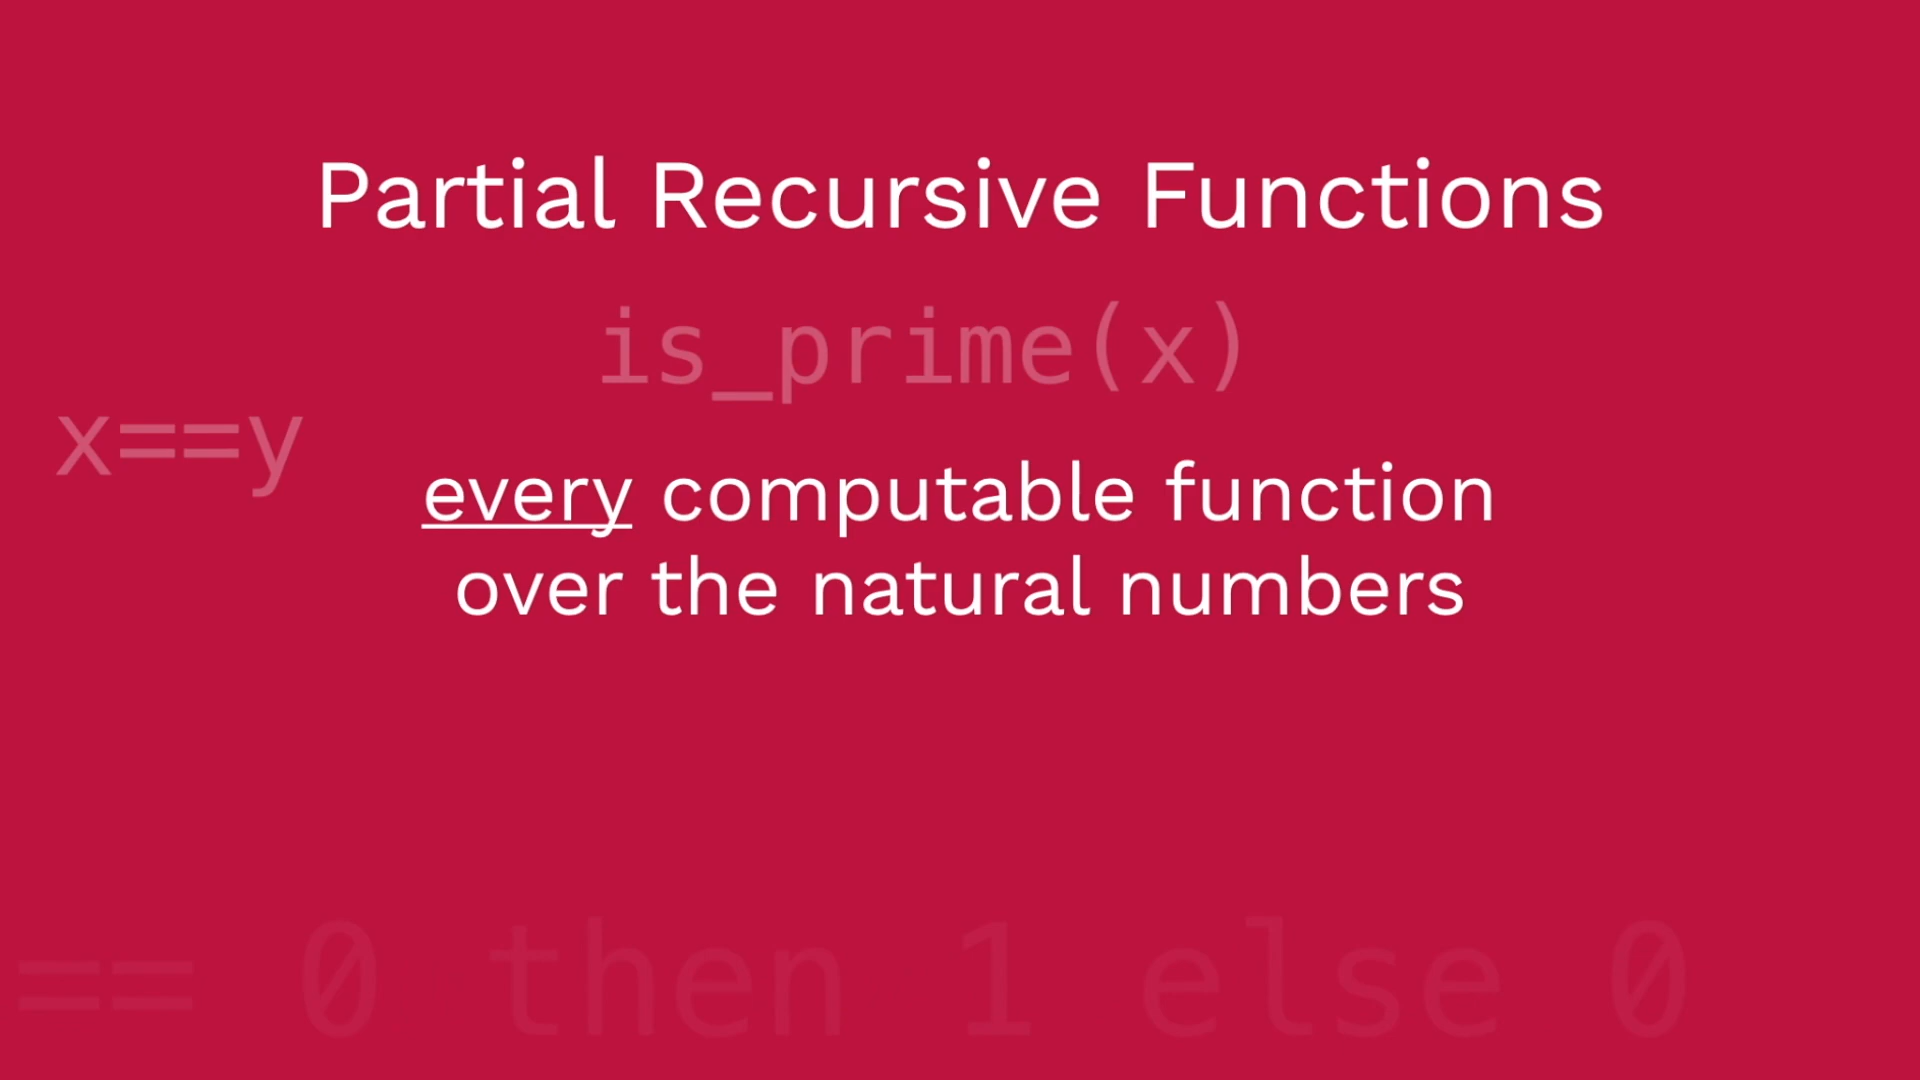 Partial Recursive Functions
is_prime(x)
x==y
every computable function
over the natural numbers
== 0 then 1 else 0